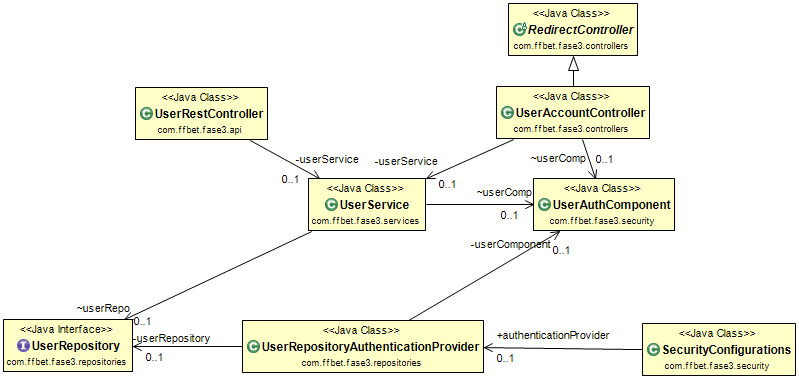 <<Java Class>>
RedirectController
com.ffbet.fase3.controllers
<<Java Class>>
UserRestController
com.ffbet.fase3.api
<<Java Class>>
UserAccountController
com.ffbet.fase3.controllers
-userService
0..1
-userService
0..1
~userComp
0..1
<<Java Class>>
UserService
com.ffbet.fase3.services
~userComp
0..1
<<Java Class>>
UserAuthComponent
com.ffbet.fase3.security
-userComponent
0..1
~userRepo
0..1
<<Java Interface>>
UserRepository
com.ffbet.fase3.repositories
-userRepository
0..1
<<Java Class>>
UserRepositoryAuthenticationProvider
com.ffbet.fase3.repositories
+authenticationProvider
0..1
<<Java Class>>
SecurityConfigurations
com.ffbet.fase3.security